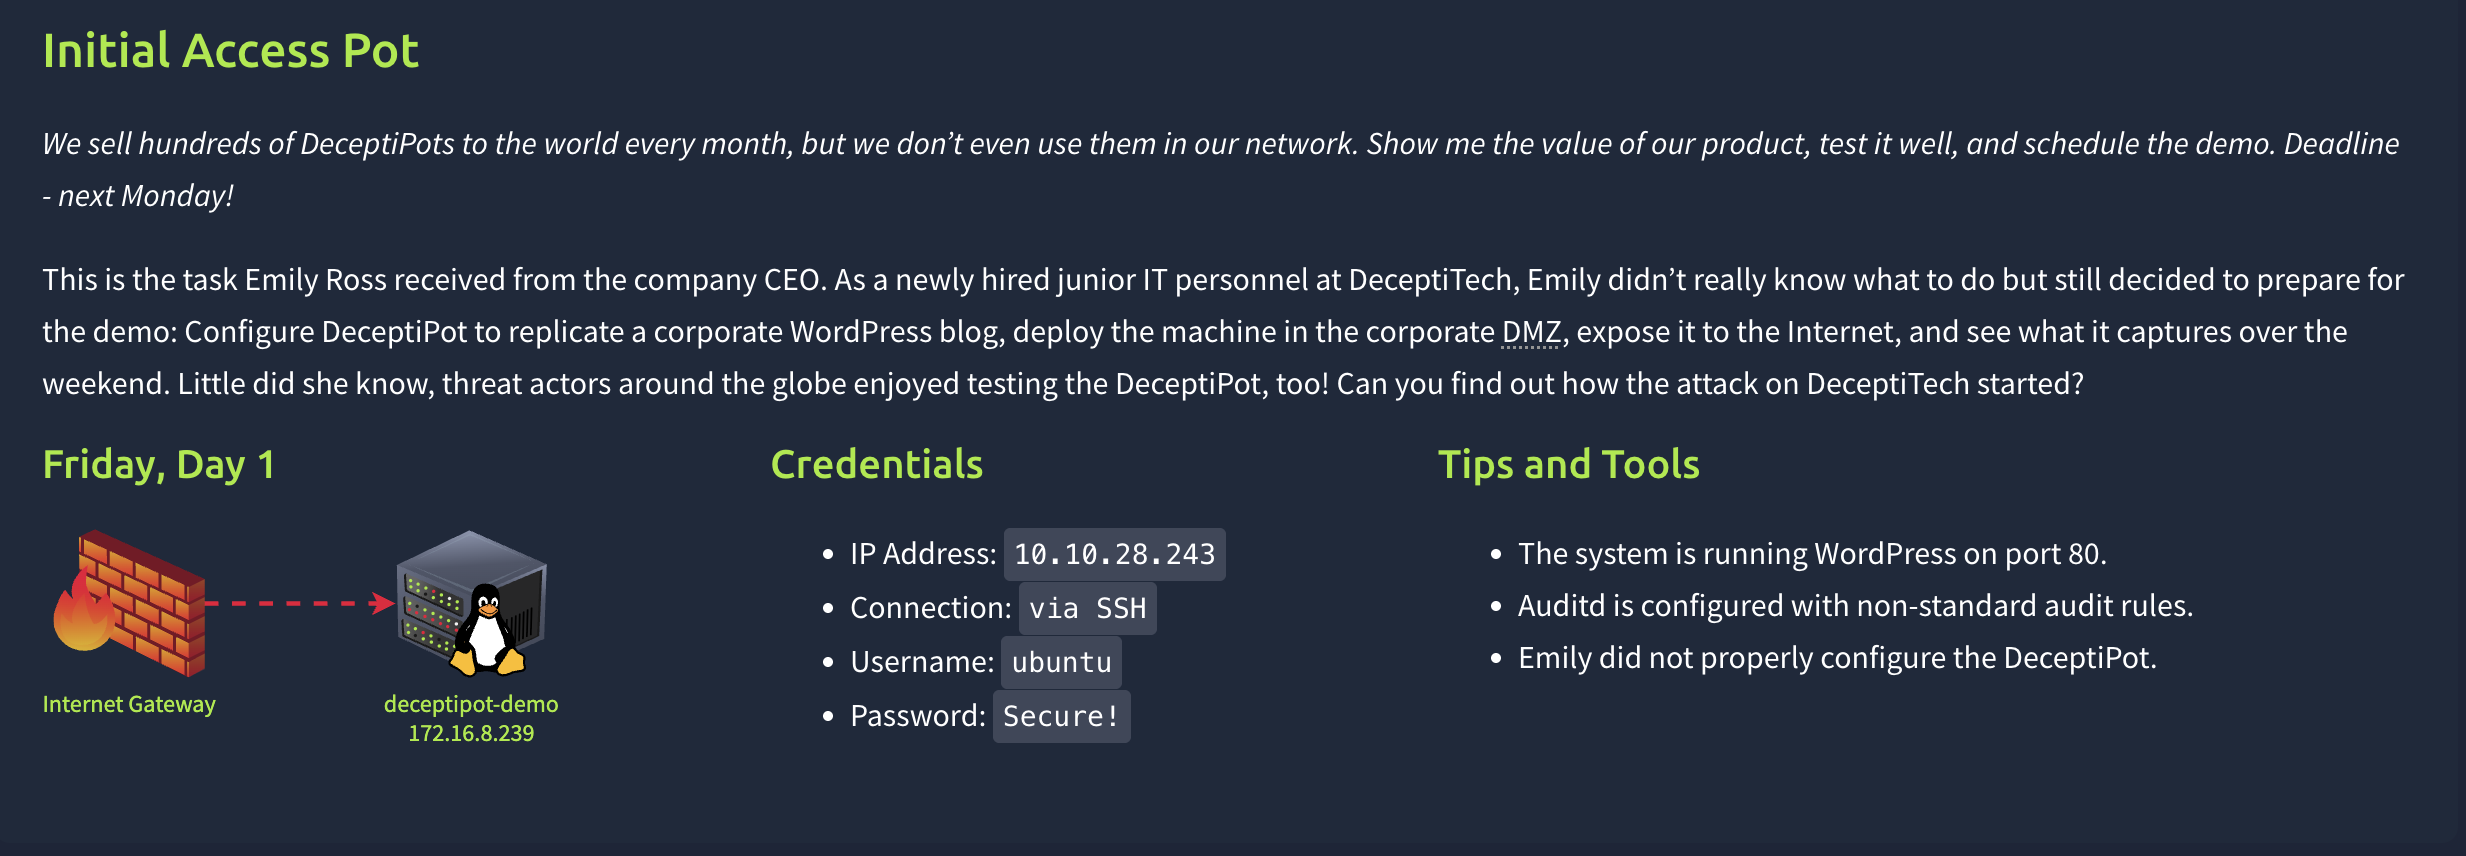 Initial Access Pot
We sell hundreds of DeceptiPots to the world every month, but we don’t even use them in our network. Show me the value of our product, test it well, and schedule the demo. Deadline
- next Monday!
This is the task Emily Ross received from the company CEO. As a newly hired junior IT personnel at DeceptiTech, Emily didn’t really know what to do but still decided to prepare for
the demo: Configure DeceptiPot to replicate a corporate WordPress blog, deploy the machine in the corporate DMZ, expose it to the Internet, and see what it captures over the
weekend. Little did she know, threat actors around the globe enjoyed testing the DeceptiPot, too! Can you find out how the attack on DeceptiTech started?
Friday, Day 1
Internet Gateway
deceptipot-demo
172.16.8.239
Credentials
• IP Address: 10.10.28.243
• Connection: via SSH
• Username: ubuntu
• Password: Secure!
Tips and Tools
• The system is running WordPress on port 80.
• Auditd is configured with non-standard audit rules.
• Emily did not properly configure the DeceptiPot.